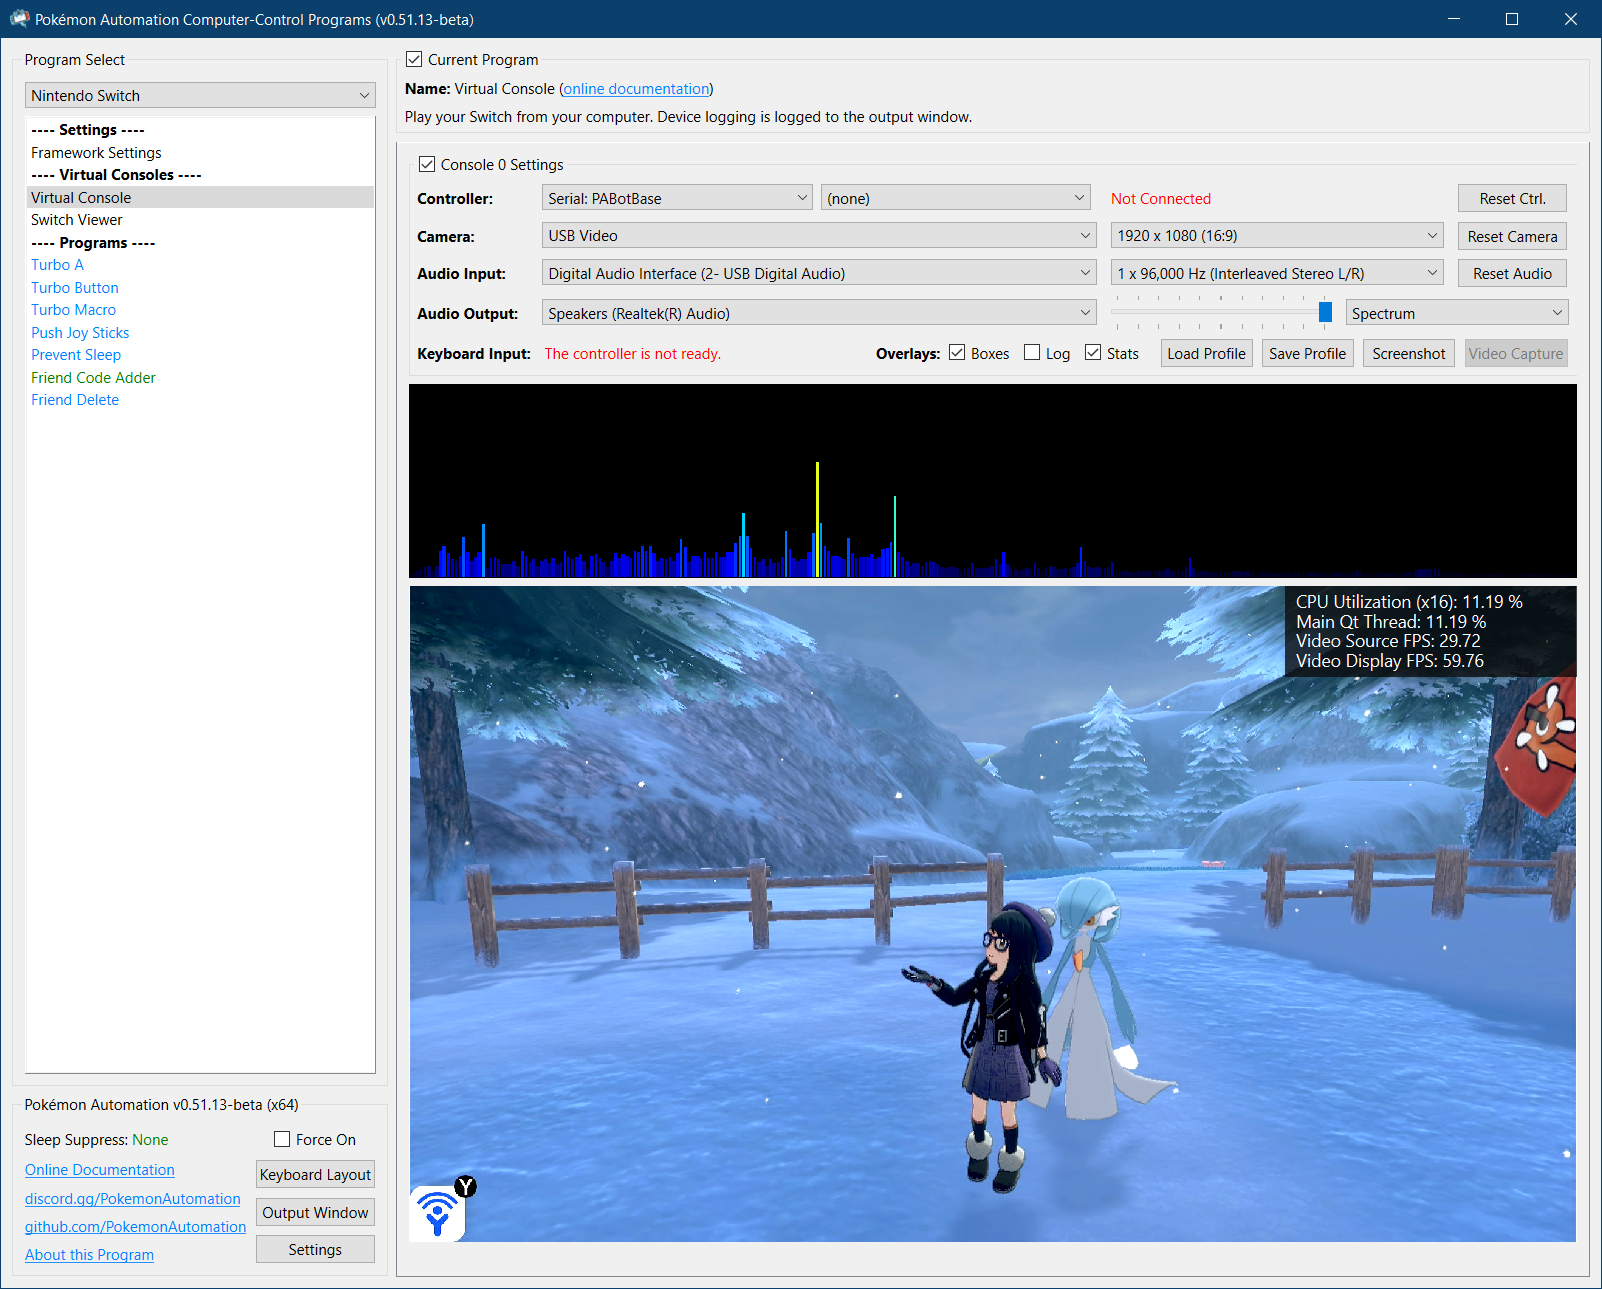 Pokémon Automation Computer-Control Programs (v0.51.13-beta)
Program Select
Nintendo Switch
---- Settings ----
Framework Settings
---- Virtual Consoles ----
Virtual Console
Switch Viewer
---- Programs ----
Turbo A
Turbo Button
Turbo Macro
Push Joy Sticks
Prevent Sleep
Friend Code Adder
Friend Delete
Pokémon Automation v0.51.13-beta (x64)
Sleep Suppress: None
Force On
Online Documentation
Keyboard Layout
discord.gg/PokemonAutomation
Output Window
github.com/PokemonAutomation
About this Program
Settings
Current Program
Name: Virtual Console (online documentation)
Play your Switch from your computer. Device logging is logged to the output window.
Console 0 Settings
Controller: Serial: PABotBase (none) Not Connected Reset Ctrl.
Camera: USB Video 1920 x 1080 (16:9) Reset Camera
Audio Input: Digital Audio Interface (2- USB Digital Audio) 1 x 96,000 Hz (Interleaved Stereo L/R) Reset Audio
Audio Output: Speakers (Realtek(R) Audio) Spectrum
Keyboard Input: The controller is not ready. Overlays: Boxes Log Stats Load Profile Save Profile Screenshot Video Capture
CPU Utilization (x16): 11.19 %
Main Qt Thread: 11.19 %
Video Source FPS: 29.72
Video Display FPS: 59.76
Y